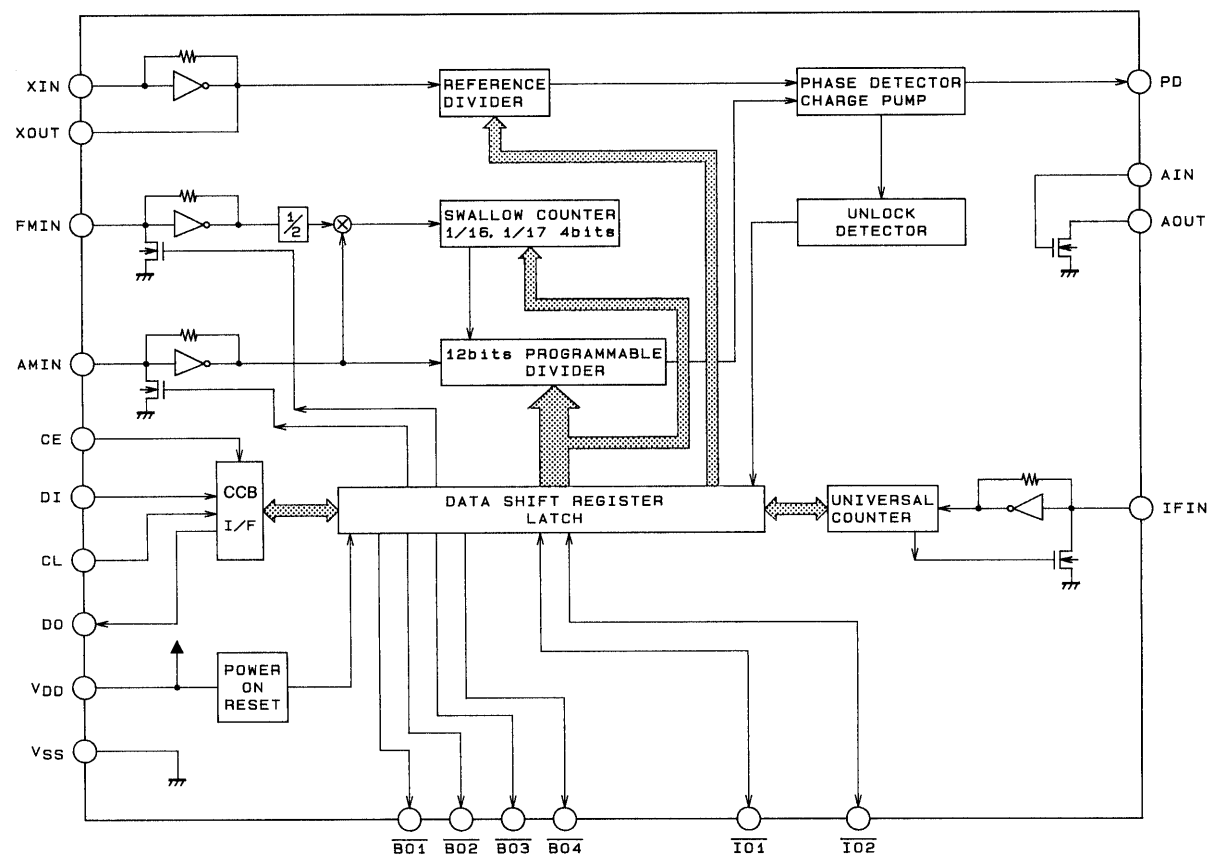 XIN
XOUT
REFERENCE
DIVIDER
PHASE DETECTOR
CHARGE PUMP
PD
AIN
AOUT
FMIN
1/2
SWALLOW COUNTER
1/16, 1/17 4bits
UNLOCK
DETECTOR
AMIN
12bits PROGRAMMABLE
DIVIDER
CE
DI
CL
DO
CCB
I/F
DATA SHIFT REGISTER
LATCH
UNIVERSAL
COUNTER
IFIN
VDD
POWER
ON
RESET
VSS
BO1
BO2
BO3
BO4
IO1
IO2